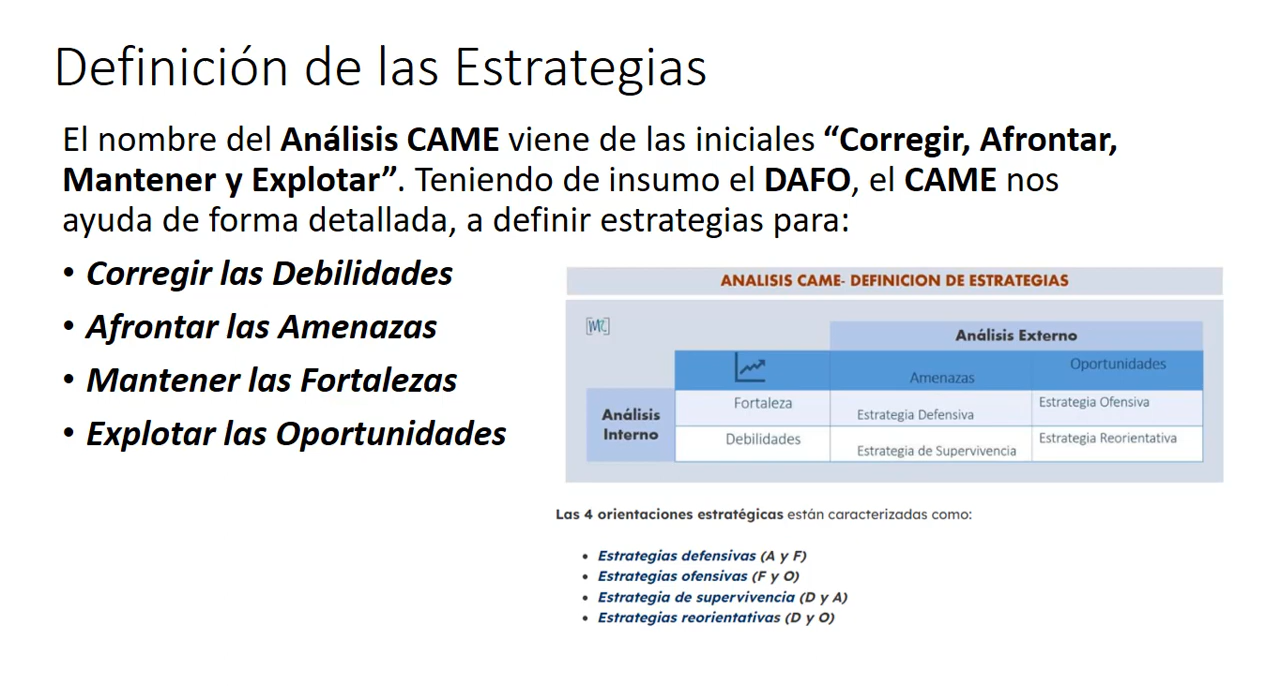 Definición de las Estrategias
El nombre del Análisis CAME viene de las iniciales “Corregir, Afrontar,
Mantener y Explotar”. Teniendo de insumo el DAFO, el CAME nos
ayuda de forma detallada, a definir estrategias para:
• Corregir las Debilidades
• Afrontar las Amenazas
• Mantener las Fortalezas
• Explotar las Oportunidades
ANALISIS CAME- DEFINICION DE ESTRATEGIAS
Análisis Externo
Amenazas
Oportunidades
Análisis
Interno
Fortaleza
Estrategia Defensiva
Estrategia Ofensiva
Debilidades
Estrategia de Supervivencia
Estrategia Reorientativa
Las 4 orientaciones estratégicas están caracterizadas como:
• Estrategias defensivas (A y F)
• Estrategias ofensivas (F y O)
• Estrategia de supervivencia (D y A)
• Estrategias reorientativas (D y O)